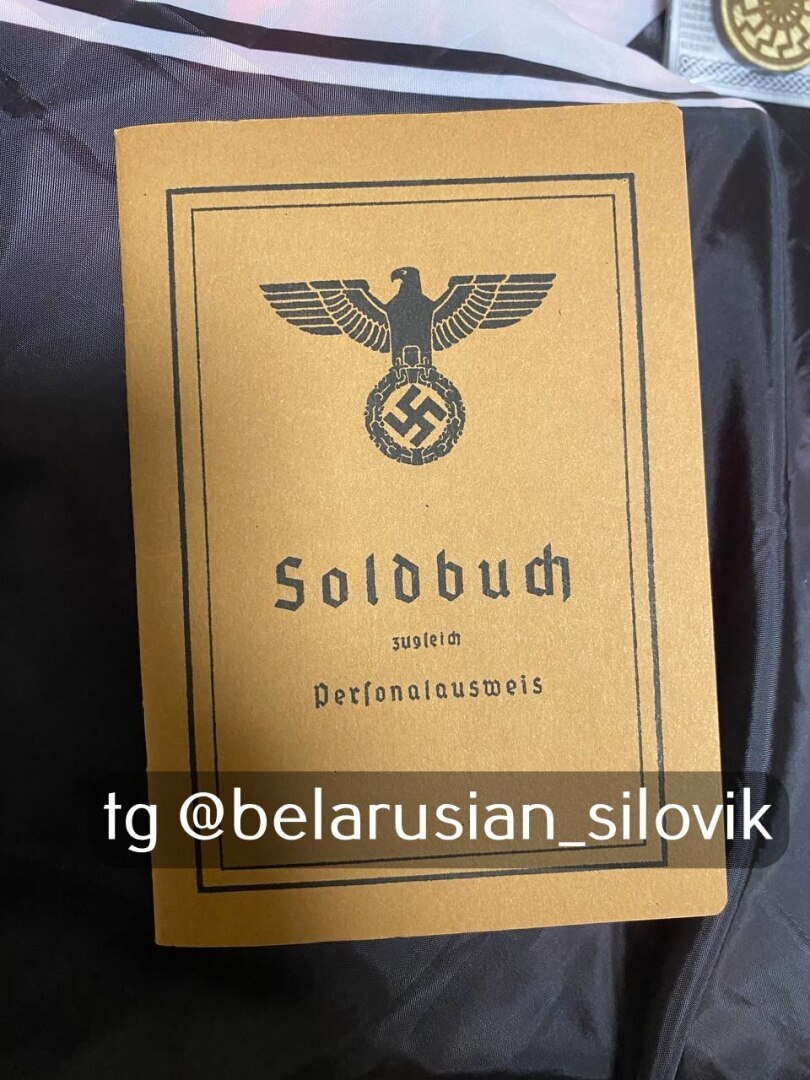 Soldbuch
zugleich
Personalausweis
tg @belarusian_silovik